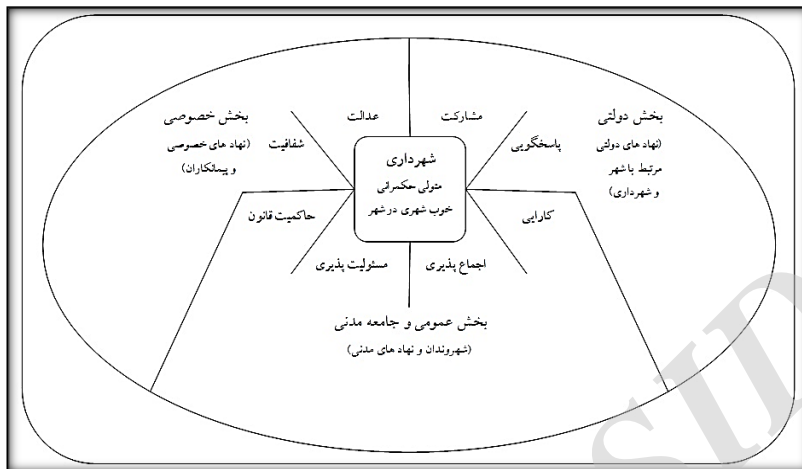 بخش دولتی
(نهاد های دولتی
مرتبط با شهر
و شهرداری)
مشارکت
پاسخگویی
کارایی
عدالت
شفافیت
حاکمیت قانون
بخش خصوصی
(نهاد های خصوصی
و پیمانکاران)
شهرداری
متولی حکمرانی
خوب شهری در شهر
اجماع پذیری
مسئولیت پذیری
بخش عمومی و جامعه مدنی
(شهروندان و نهاد های مدنی)
SID